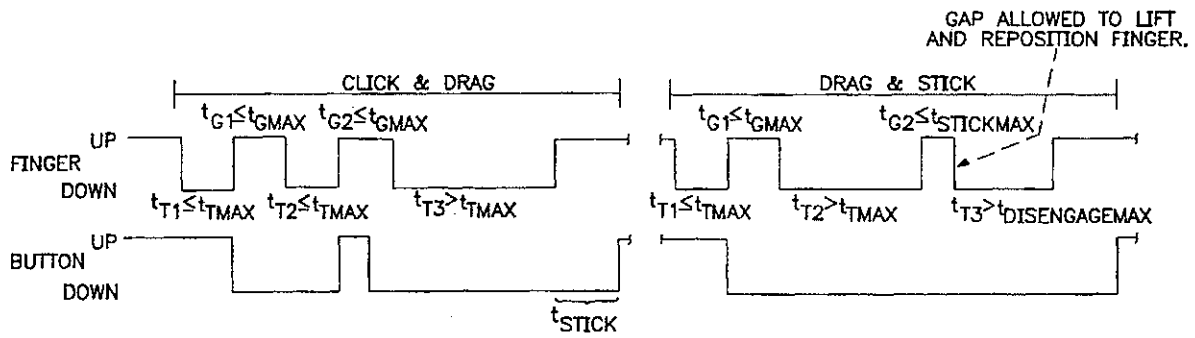 GAP ALLOWED TO LIFT
AND REPOSITION FINGER.
CLICK & DRAG
DRAG & STICK
tG1≤tGMAX tG2≤tGMAX
tG1≤tGMAX tG2≤tSTICKMAX
UP
FINGER
DOWN
tT1≤tTMAX tT2≤tTMAX tT3>tTMAX
tT1≤tTMAX tT2>tTMAX tT3>tDISENGAGEMAX
UP
BUTTON
DOWN
tSTICK